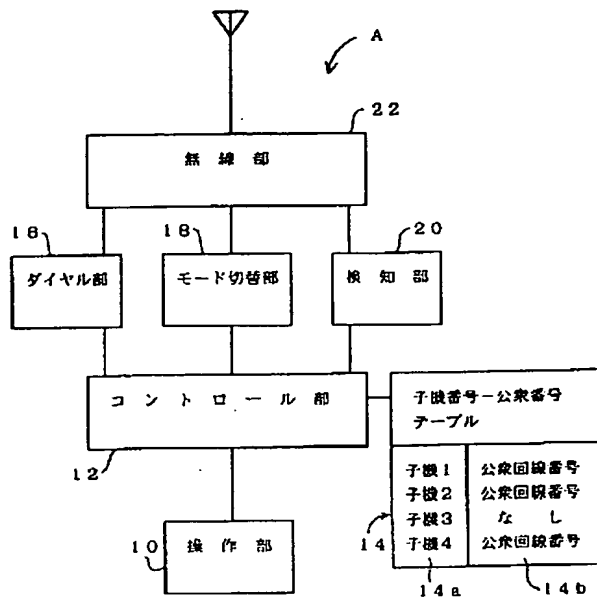 A
22
無線部
18
18
20
ダイヤル部
モード切替部
検知部
コントロール部
子機番号－公衆番号
テーブル
12
子機1 公衆回線番号
子機2 公衆回線番号
子機3 なし
子機4 公衆回線番号
14
10
操作部
14a
14b